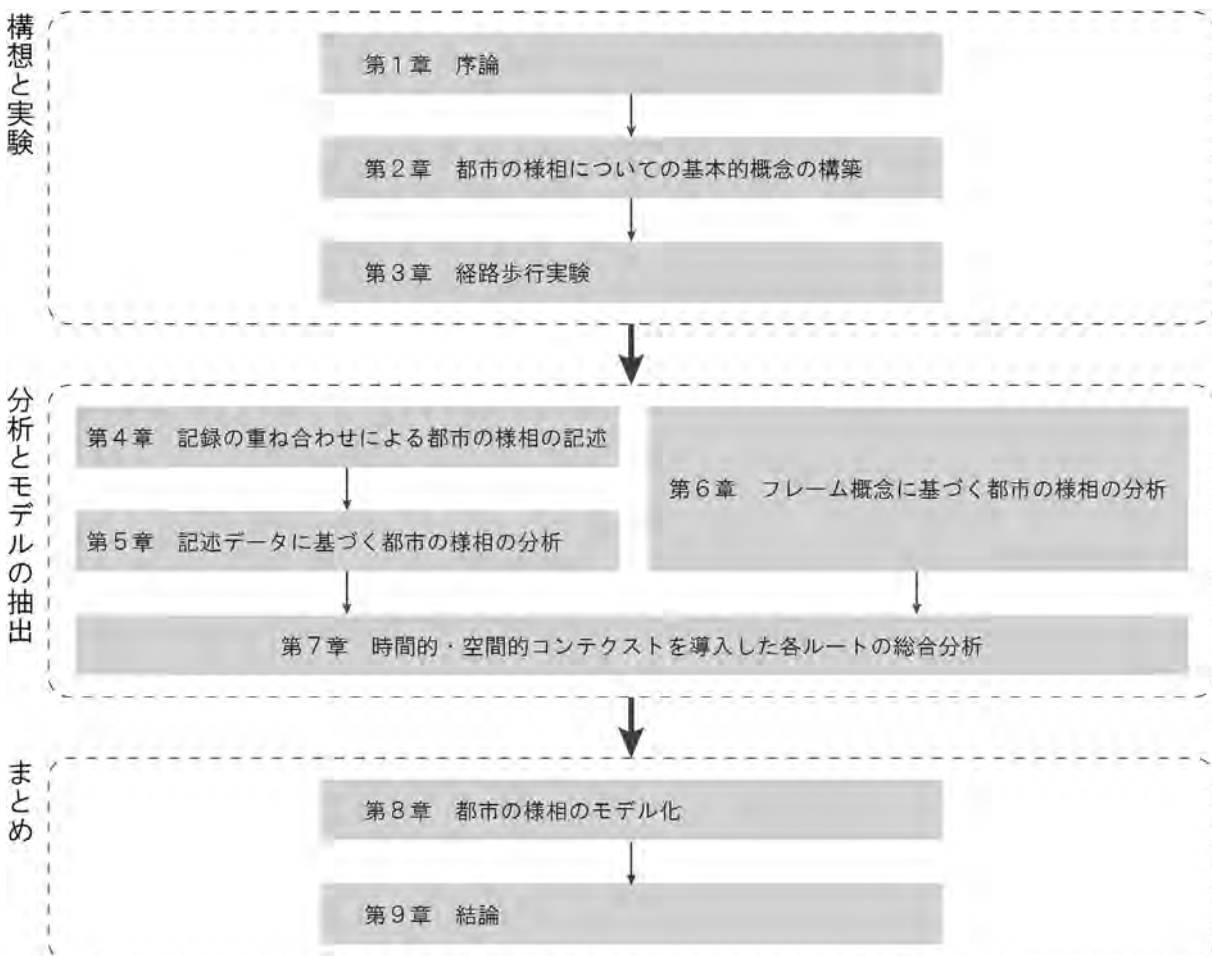 構想と実験
第１章　序論
第２章　都市の様相についての基本的概念の構築
第３章　経路歩行実験
分析とモデルの抽出
第４章　記録の重ね合わせによる都市の様相の記述
第５章　記述データに基づく都市の様相の分析
第６章　フレーム概念に基づく都市の様相の分析
第７章　時間的・空間的コンテクストを導入した各ルートの総合分析
まとめ
第８章　都市の様相のモデル化
第９章　結論